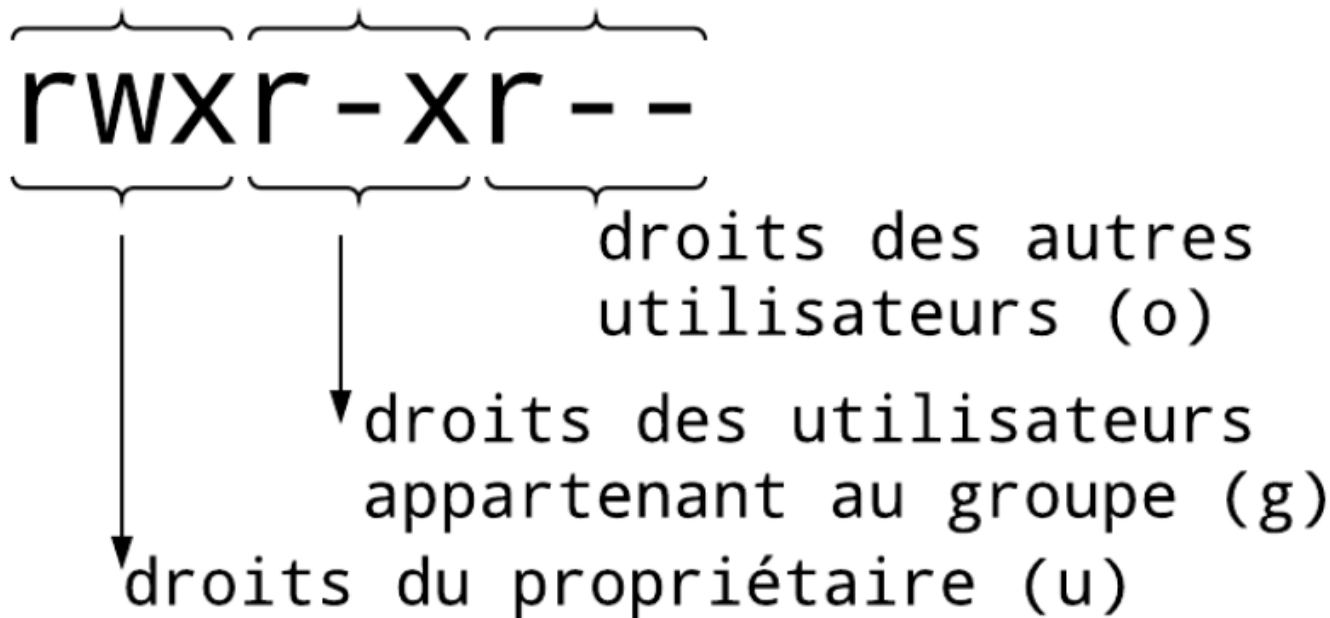 rwxr-xr--
droits des autres
utilisateurs (o)
droits des utilisateurs
appartenant au groupe (g)
droits du propriétaire (u)